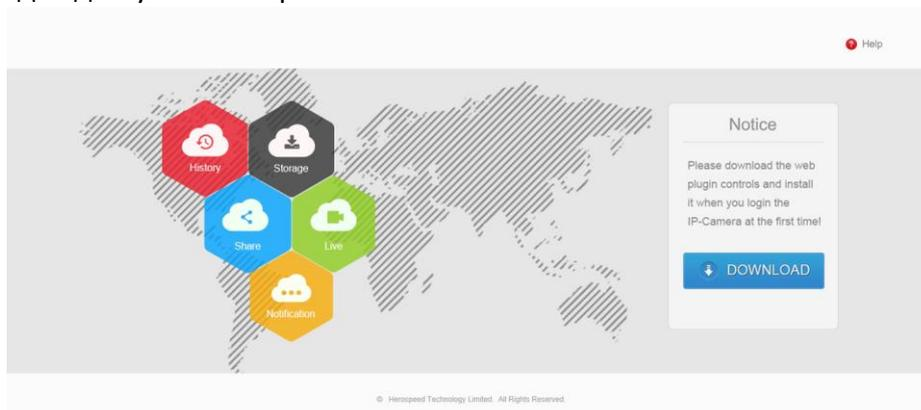 Help
History
Storage
Share
Live
Notification
Notice
Please download the web
plugin controls and install
it when you login the
IP-Camera at the first time!
DOWNLOAD
© Herospeed Technology Limited. All Rights Reserved.